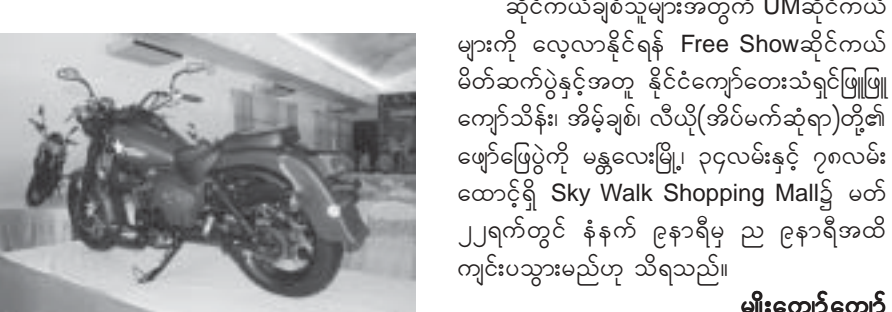 ဆိုင်ကယ်ချစ်သူများအတွက် UMဆိုင်ကယ်
များကို လေ့လာနိုင်ရန် Free Showဆိုင်ကယ်
မိတ်ဆက်ပွဲနှင့်အတူ နိုင်ငံကျော်တေးသံရှင်ဖြူဖြူ
ကျော်သိန်း၊ အိမ့်ချစ်၊ လီယို(အိပ်မက်ဆုံရာ)တို့၏
ဖျော်ဖြေပွဲကို မန္တလေးမြို့၊ ၃၄လမ်းနှင့် ၇၈လမ်း
ထောင့်ရှိ Sky Walk Shopping Mall၌ မတ်
၂၂ရက်တွင် နံနက် ၉နာရီမှ ည ၉နာရီအထိ
ကျင်းပသွားမည်ဟု သိရသည်။
မျိုးကျော်ကျော်